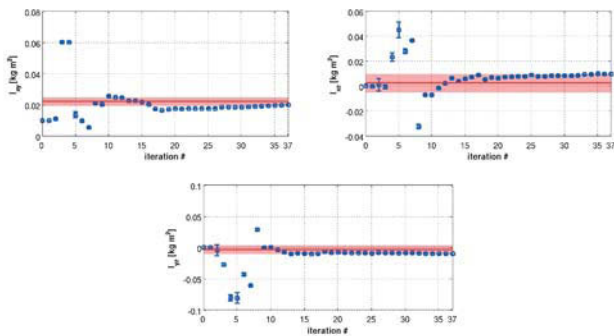 I_xy [kg m²]
0.08
0.06
0.04
0.02
0
0 5 10 15 20 25 30 35 37
iteration #
I_xz [kg m²]
0.06
0.04
0.02
0
-0.02
-0.04
0 5 10 15 20 25 30 35 37
iteration #
I_yz [kg m²]
0.1
0.05
0
-0.05
-0.1
0 5 10 15 20 25 30 35 37
iteration #